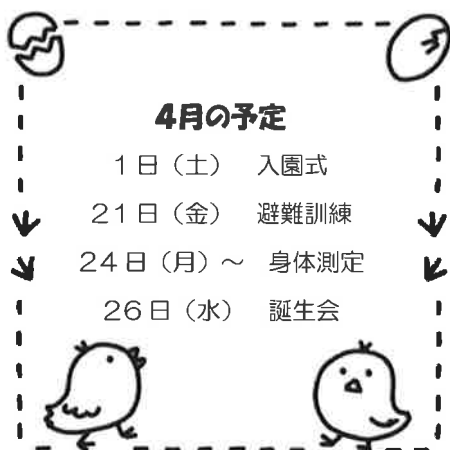 4月の予定
1日（土）　入園式
21日（金）　避難訓練
24日（月）～　身体測定
26日（水）　誕生会